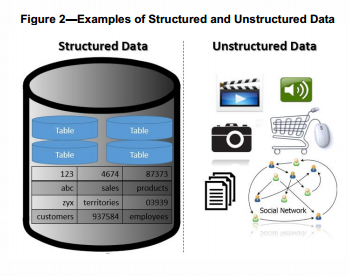 Figure 2—Examples of Structured and Unstructured Data
Structured Data
Unstructured Data
Table Table
Table Table
123 4674 87373
abc sales products
zyx territories 03939
customers 937584 employees
Social Network